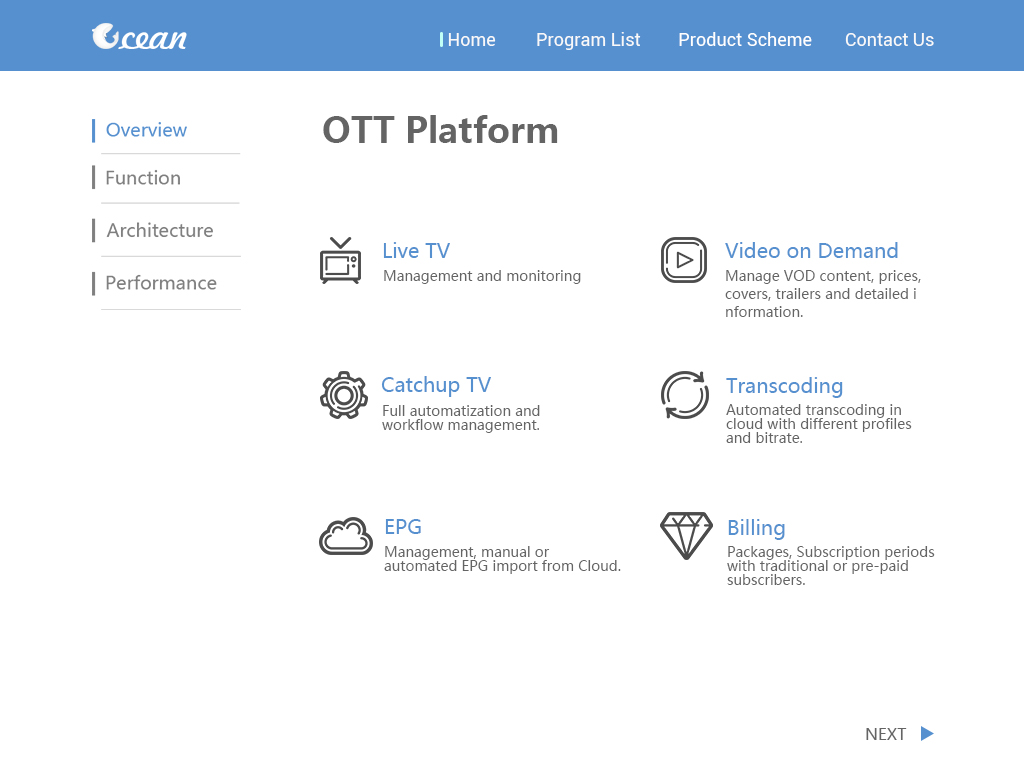 Ocean
Home
Program List
Product Scheme
Contact Us
Overview
Function
Architecture
Performance
OTT Platform
Live TV
Management and monitoring
Video on Demand
Manage VOD content, prices,
covers, trailers and detailed i
nformation.
Catchup TV
Full automatization and
workflow management.
Transcoding
Automated transcoding in
cloud with different profiles
and bitrate.
EPG
Management, manual or
automated EPG import from Cloud.
Billing
Packages, Subscription periods
with traditional or pre-paid
subscribers.
NEXT